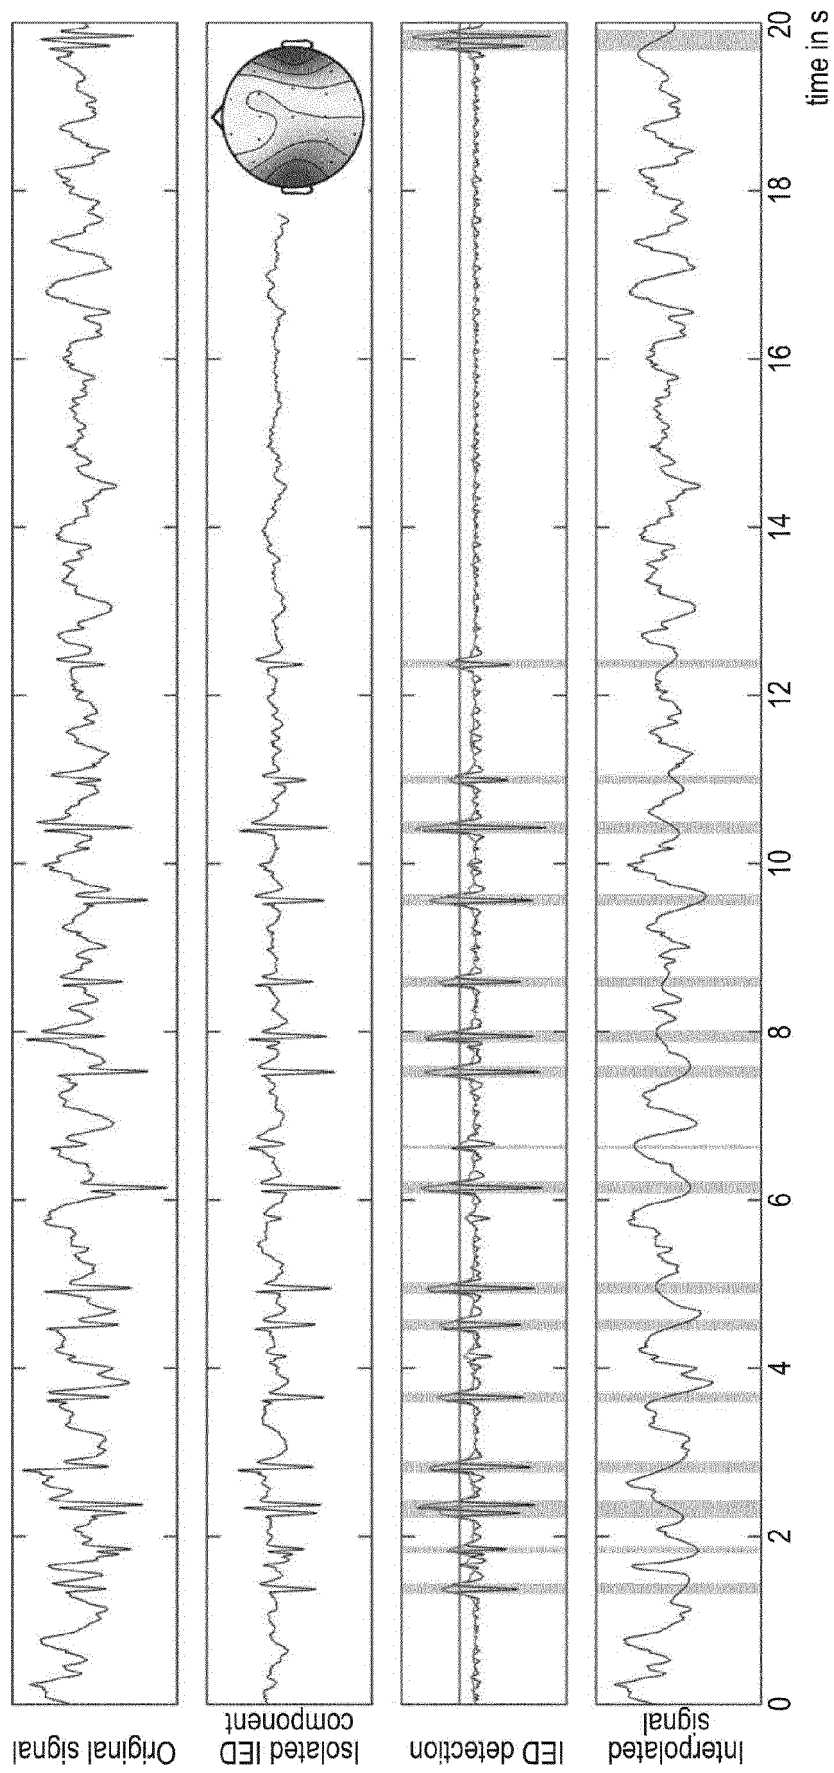 Original signal
Isolated IED
component
IED detection
Interpolated
signal
0
2
4
6
8
10
12
14
16
18
20
time in s